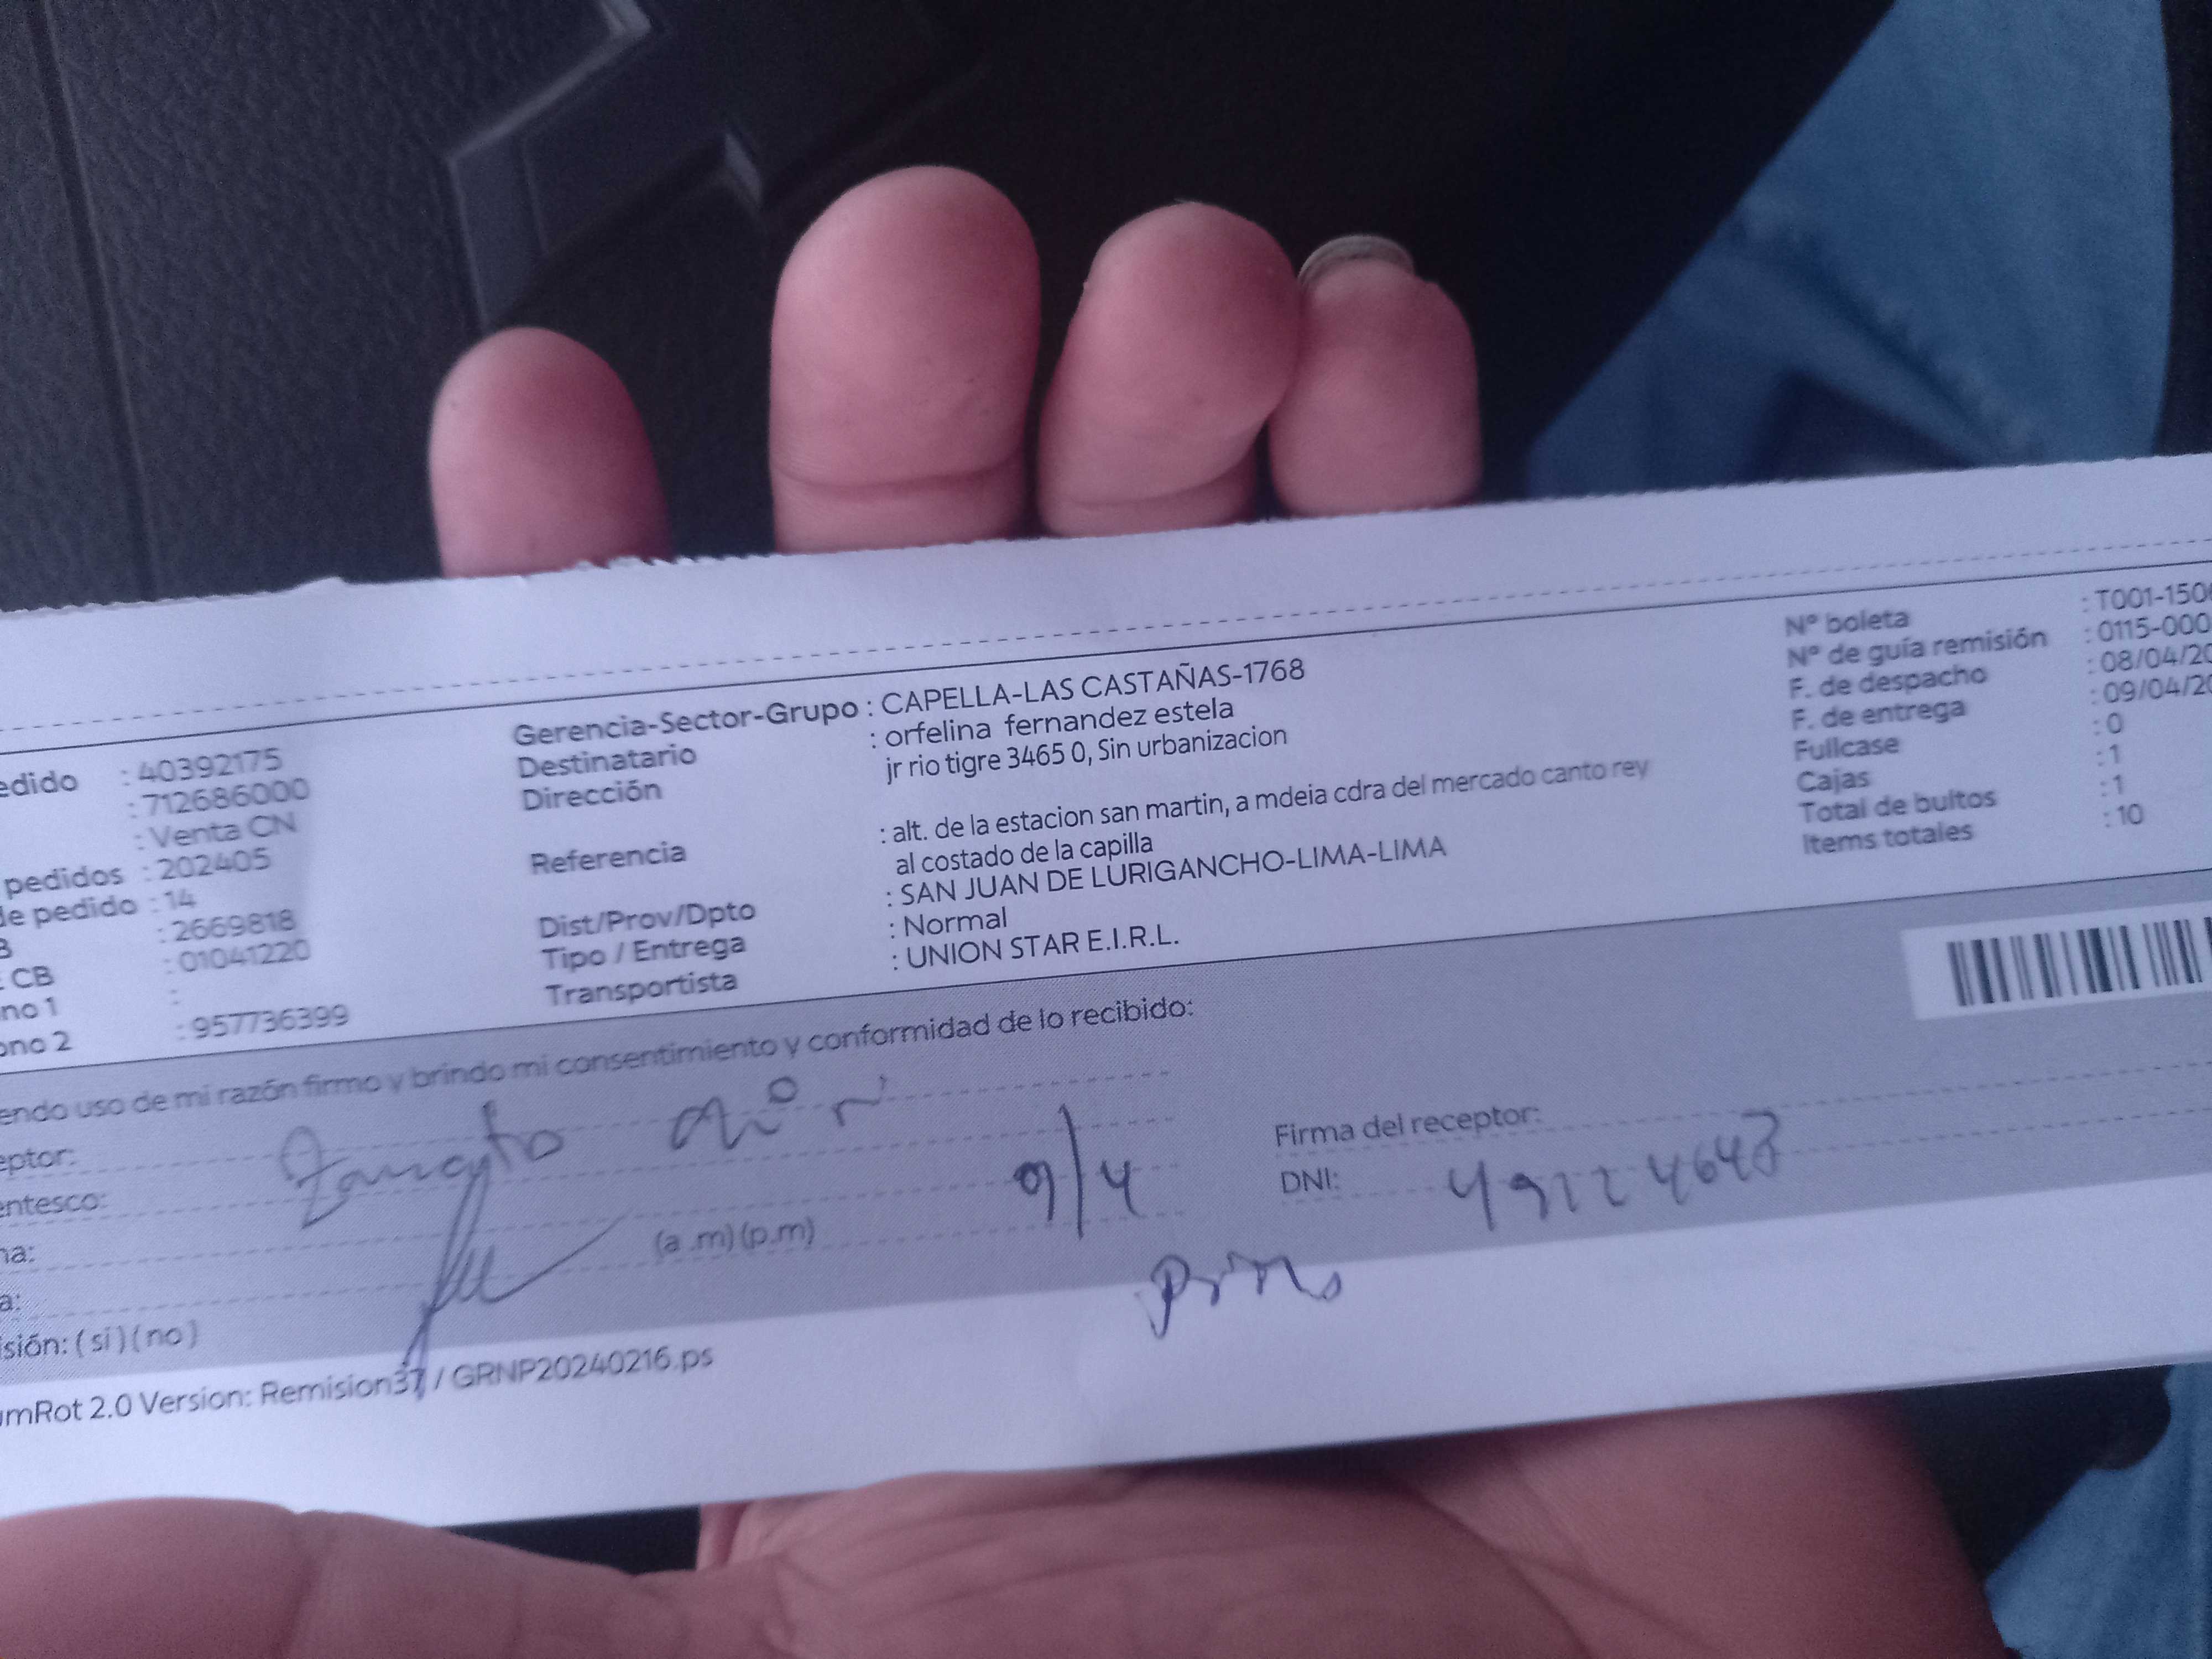 edido : 40392175
: 712686000
: Venta CN
pedidos : 202405
de pedido : 14
B : 2669818
CB : 01041220
no 1 :
ono 2 : 957736399
Gerencia-Sector-Grupo : CAPELLA-LAS CASTAÑAS-1768
Destinatario : orfelina fernandez estela
Dirección jr rio tigre 3465 0, Sin urbanizacion
Referencia : alt. de la estacion san martin, a mdeia cdra del mercado canto rey
al costado de la capilla
Dist/Prov/Dpto : SAN JUAN DE LURIGANCHO-LIMA-LIMA
Tipo / Entrega : Normal
Transportista : UNION STAR E.I.R.L.
Nº boleta : T001-150
Nº de guía remisión : 0115-000
F. de despacho : 08/04/20
F. de entrega : 09/04/20
Fullcase : 0
Cajas : 1
Total de bultos : 1
Items totales : 10
endo uso de mi razón firmo y brindo mi consentimiento y conformidad de lo recibido:
eptor:
entesco:
na: (a .m) (p.m) 9/4
a:
isión: ( si ) ( no )
Firma del receptor:
DNI:
umRot 2.0 Version: Remision37 / GRNP20240216.ps